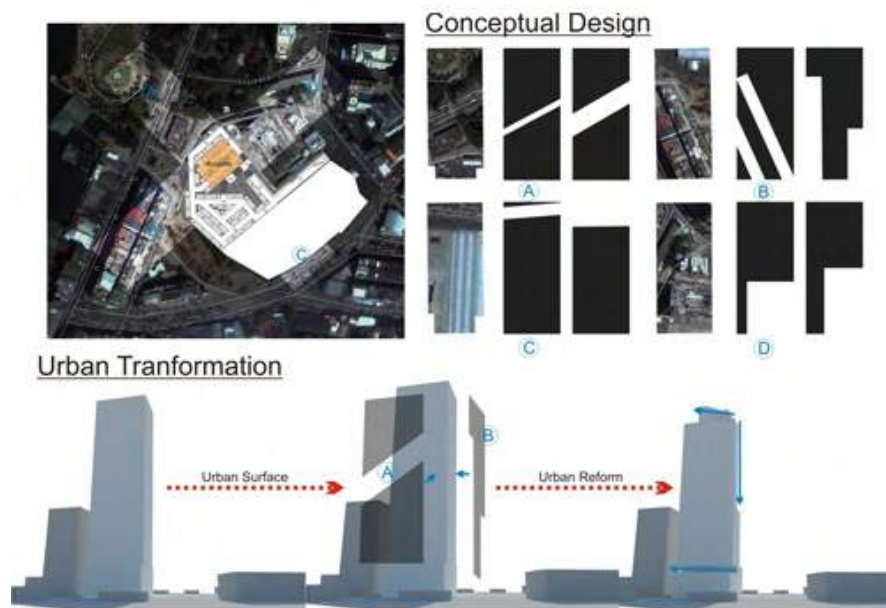 Conceptual Design
A
B
C
C
D
Urban Tranformation
A
B
Urban Surface
Urban Reform